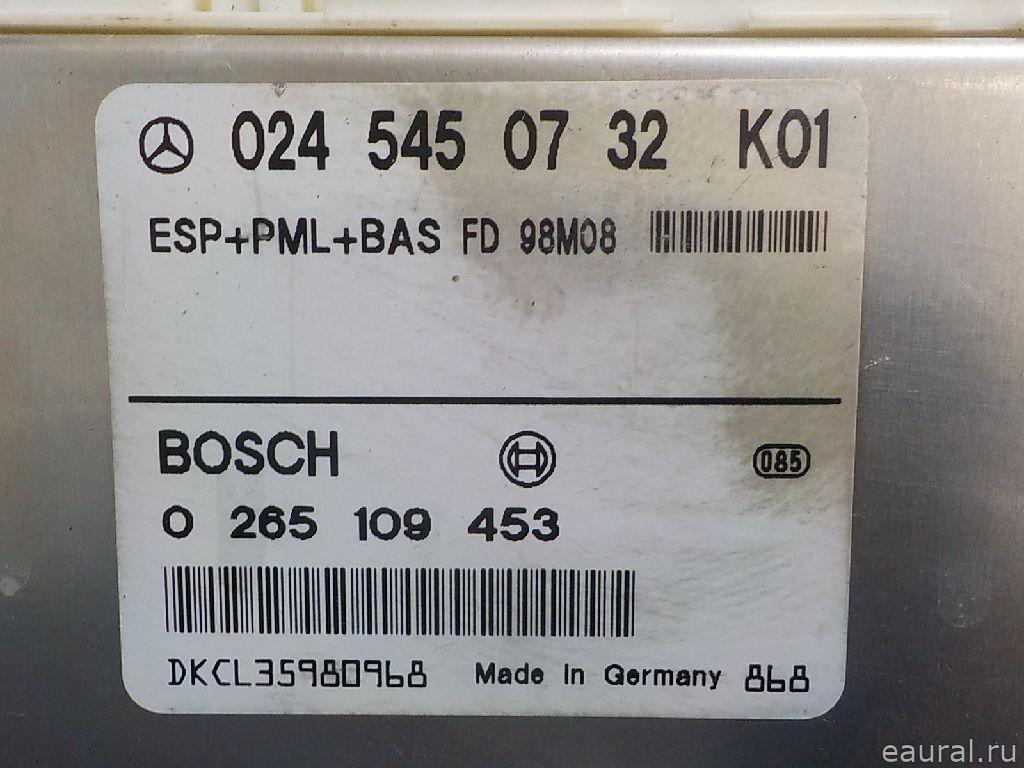 024 545 07 32 K01
ESP+PML+BAS FD 98M08
BOSCH 085
0 265 109 453
DKCL35980968 Made In Germany 868
eaural.ru